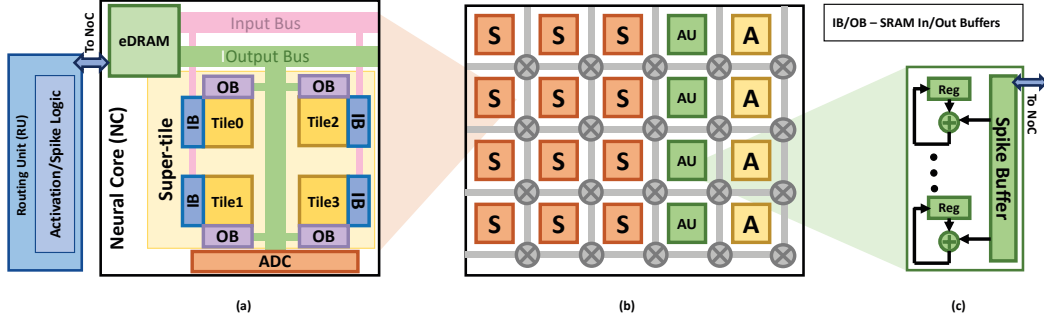 Routing Unit (RU)
Activation/Spike Logic
To NoC
Neural Core (NC)
eDRAM
Input Bus
Output Bus
Super-tile
OB
OB
IB
Tile0
Tile2
IB
IB
Tile1
Tile3
IB
OB
OB
ADC
(a)
S S S AU A
S S S AU A
S S S AU A
S S S AU A
(b)
IB/OB – SRAM In/Out Buffers
Reg
Reg
Spike Buffer
To NoC
(c)